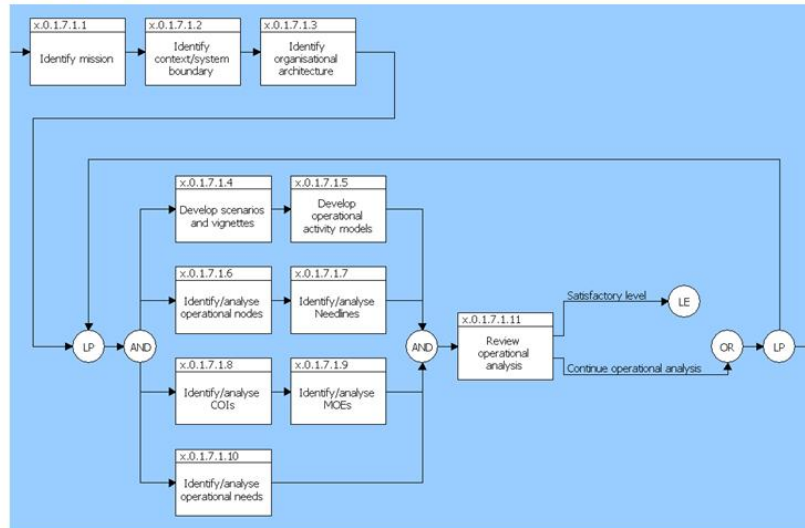 x.0.1.7.1.1
Identify mission
x.0.1.7.1.2
Identify
context/system
boundary
x.0.1.7.1.3
Identify
organisational
architecture
x.0.1.7.1.4
Develop scenarios
and vignettes
x.0.1.7.1.5
Develop
operational
activity models
x.0.1.7.1.6
Identify/analyse
operational nodes
x.0.1.7.1.7
Identify/analyse
Needlines
LP
AND
x.0.1.7.1.8
Identify/analyse
COIs
x.0.1.7.1.9
Identify/analyse
MOEs
x.0.1.7.1.10
Identify/analyse
operational needs
AND
x.0.1.7.1.11
Review
operational
analysis
Satisfactory level
LE
Continue operational analysis
OR
LP